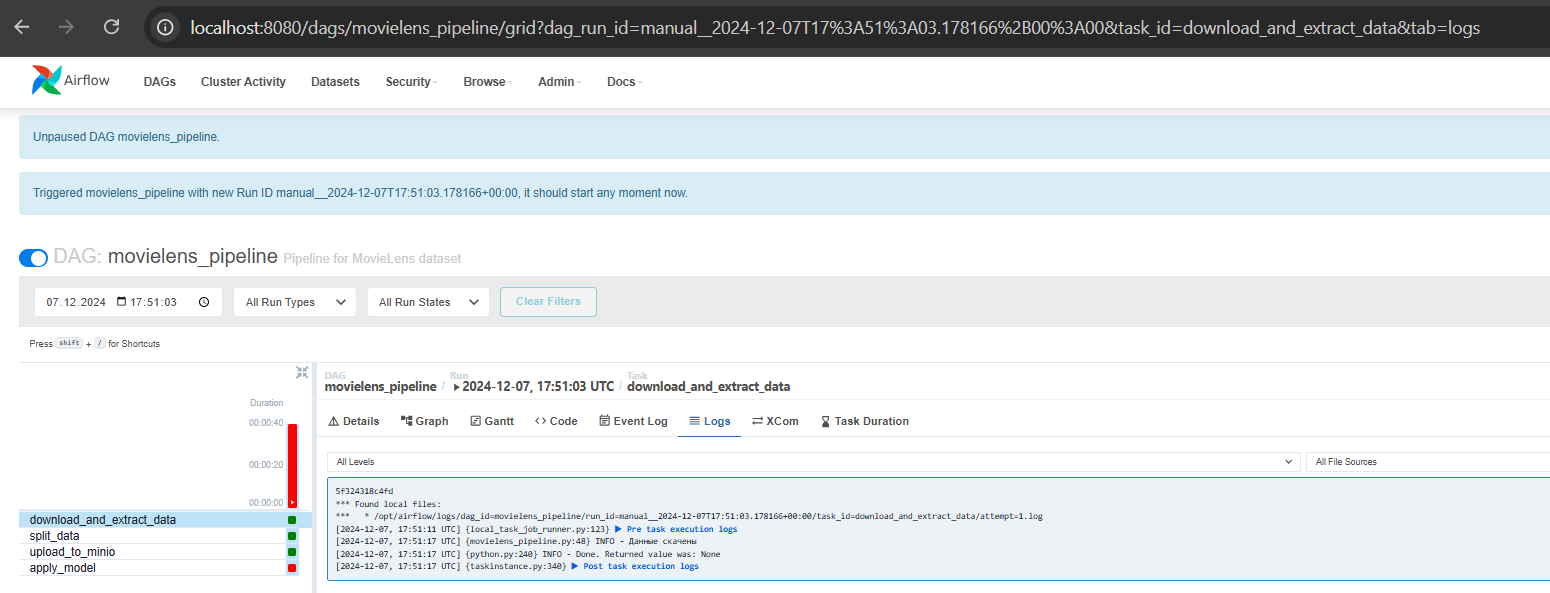 localhost:8080/dags/movielens_pipeline/grid?dag_run_id=manual__2024-12-07T17%3A51%3A03.178166%2B00%3A00&task_id=download_and_extract_data&tab=logs
Airflow DAGs Cluster Activity Datasets Security Browse Admin Docs
Unpaused DAG movielens_pipeline.
Triggered movielens_pipeline with new Run ID manual__2024-12-07T17:51:03.178166+00:00, it should start any moment now.
DAG: movielens_pipeline Pipeline for MovieLens dataset
07.12.2024 17:51:03 All Run Types All Run States Clear Filters
Press shift + / for Shortcuts
DAG Run Task
movielens_pipeline / 2024-12-07, 17:51:03 UTC / download_and_extract_data
Duration
00:00:40
00:00:20
00:00:00
download_and_extract_data
split_data
upload_to_minio
apply_model
Details Graph Gantt Code Event Log Logs XCom Task Duration
All Levels All File Sources
5f324318c4fd
*** Found local files:
***   * /opt/airflow/logs/dag_id=movielens_pipeline/run_id=manual__2024-12-07T17:51:03.178166+00:00/task_id=download_and_extract_data/attempt=1.log
[2024-12-07, 17:51:11 UTC] {local_task_job_runner.py:123} ▶ Pre task execution logs
[2024-12-07, 17:51:17 UTC] {movielens_pipeline.py:48} INFO - Данные скачены
[2024-12-07, 17:51:17 UTC] {python.py:240} INFO - Done. Returned value was: None
[2024-12-07, 17:51:17 UTC] {taskinstance.py:340} ▶ Post task execution logs